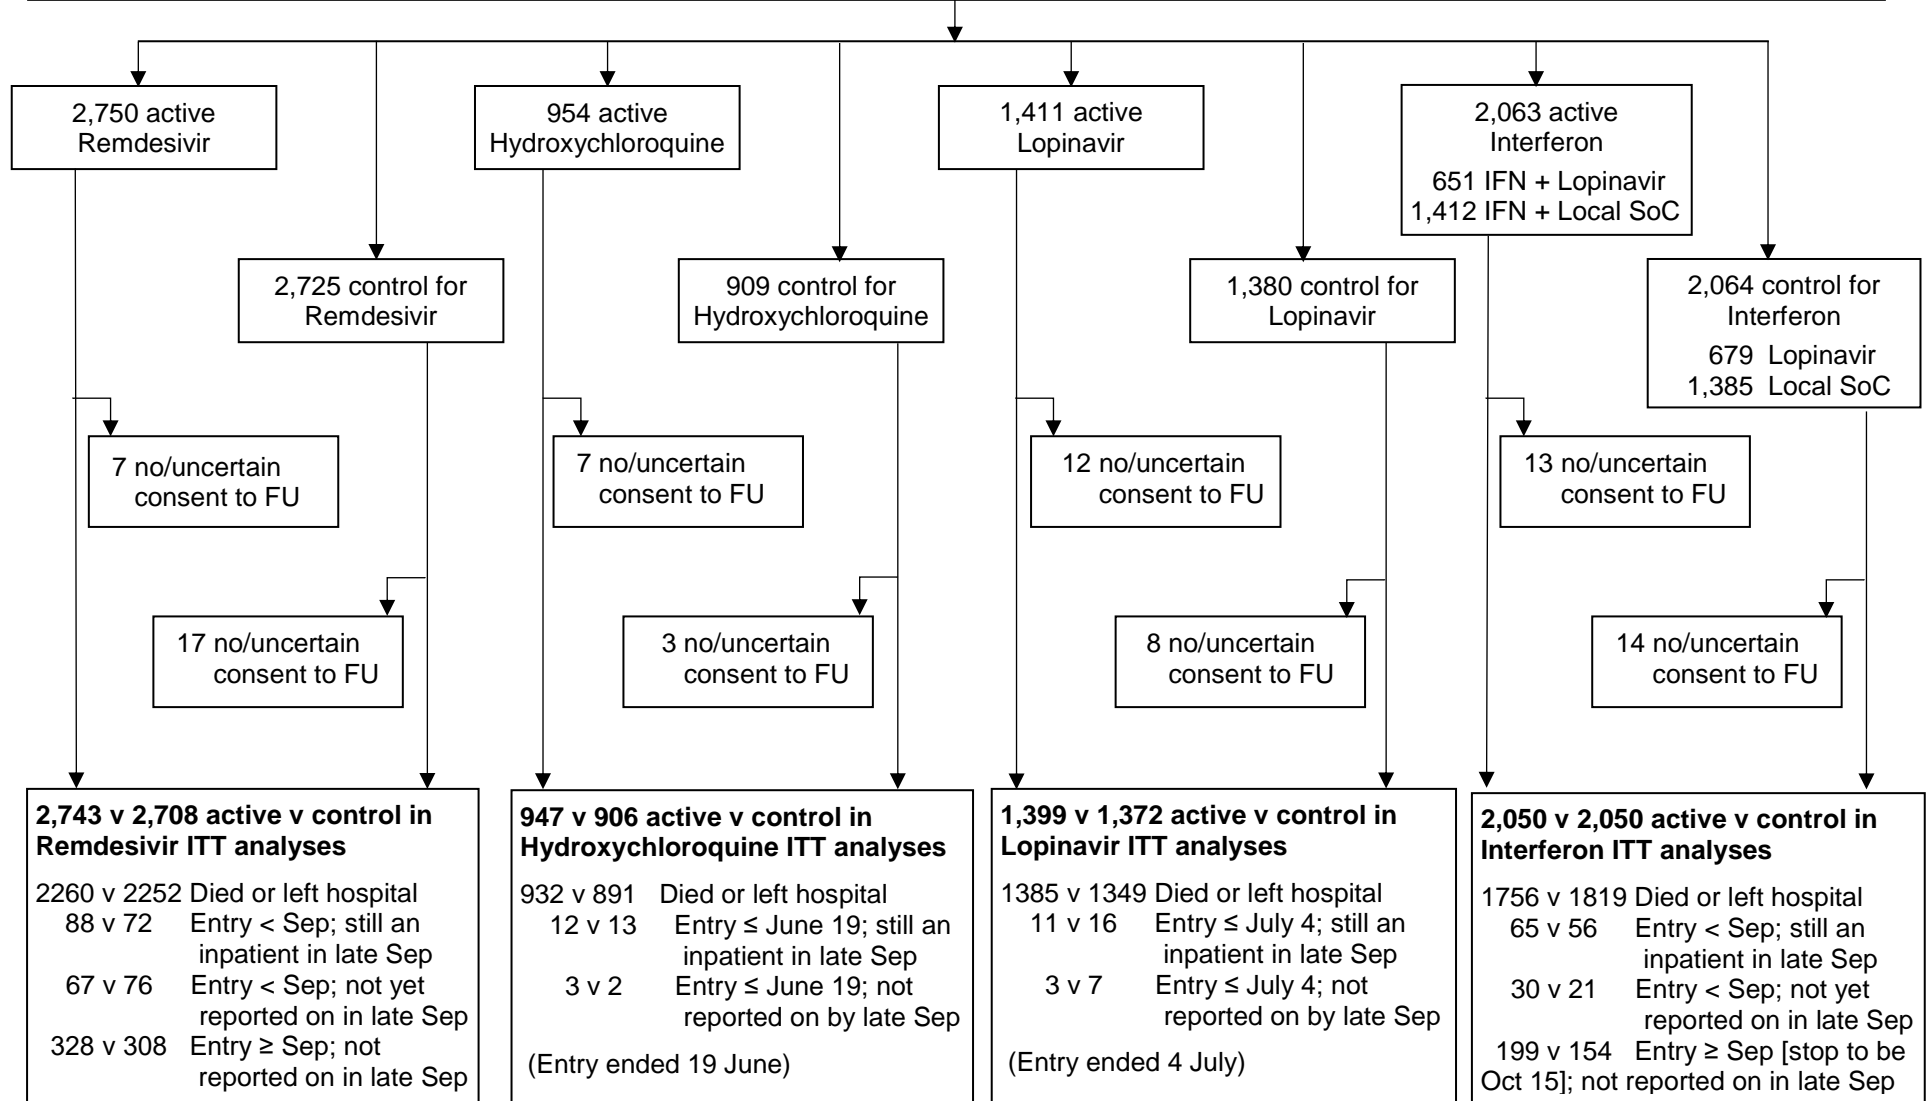 2,750 active
Remdesivir
954 active
Hydroxychloroquine
1,411 active
Lopinavir
2,063 active
Interferon
651 IFN + Lopinavir
1,412 IFN + Local SoC
2,725 control for
Remdesivir
909 control for
Hydroxychloroquine
1,380 control for
Lopinavir
2,064 control for
Interferon
679 Lopinavir
1,385 Local SoC
7 no/uncertain
consent to FU
7 no/uncertain
consent to FU
12 no/uncertain
consent to FU
13 no/uncertain
consent to FU
17 no/uncertain
consent to FU
3 no/uncertain
consent to FU
8 no/uncertain
consent to FU
14 no/uncertain
consent to FU
2,743 v 2,708 active v control in
Remdesivir ITT analyses
2260 v 2252 Died or left hospital
88 v 72 Entry < Sep; still an
inpatient in late Sep
67 v 76 Entry < Sep; not yet
reported on in late Sep
328 v 308 Entry ≥ Sep; not
reported on in late Sep
947 v 906 active v control in
Hydroxychloroquine ITT analyses
932 v 891 Died or left hospital
12 v 13 Entry ≤ June 19; still an
inpatient in late Sep
3 v 2 Entry ≤ June 19; not
reported on by late Sep
(Entry ended 19 June)
1,399 v 1,372 active v control in
Lopinavir ITT analyses
1385 v 1349 Died or left hospital
11 v 16 Entry ≤ July 4; still an
inpatient in late Sep
3 v 7 Entry ≤ July 4; not
reported on by late Sep
(Entry ended 4 July)
2,050 v 2,050 active v control in
Interferon ITT analyses
1756 v 1819 Died or left hospital
65 v 56 Entry < Sep; still an
inpatient in late Sep
30 v 21 Entry < Sep; not yet
reported on in late Sep
199 v 154 Entry ≥ Sep [stop to be
Oct 15]; not reported on in late Sep